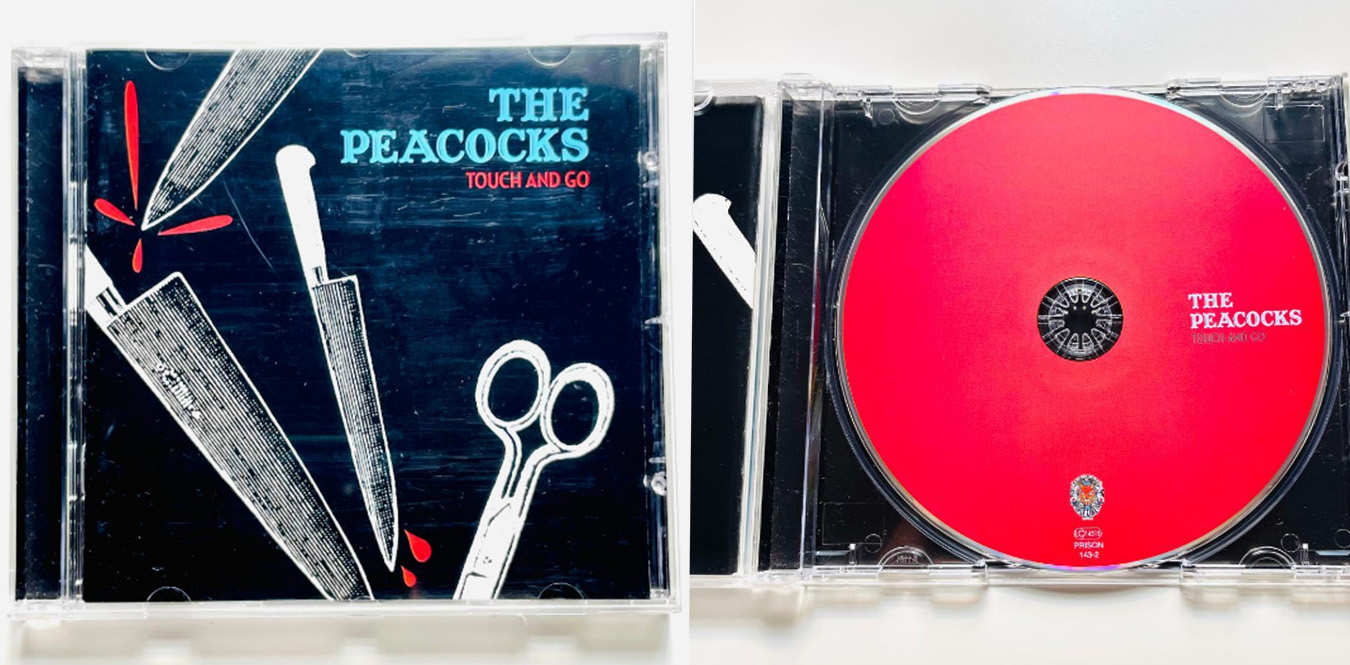 THE
PEACOCKS
TOUCH AND GO
THE
PEACOCKS
TOUCH AND GO
PRISON
143-2